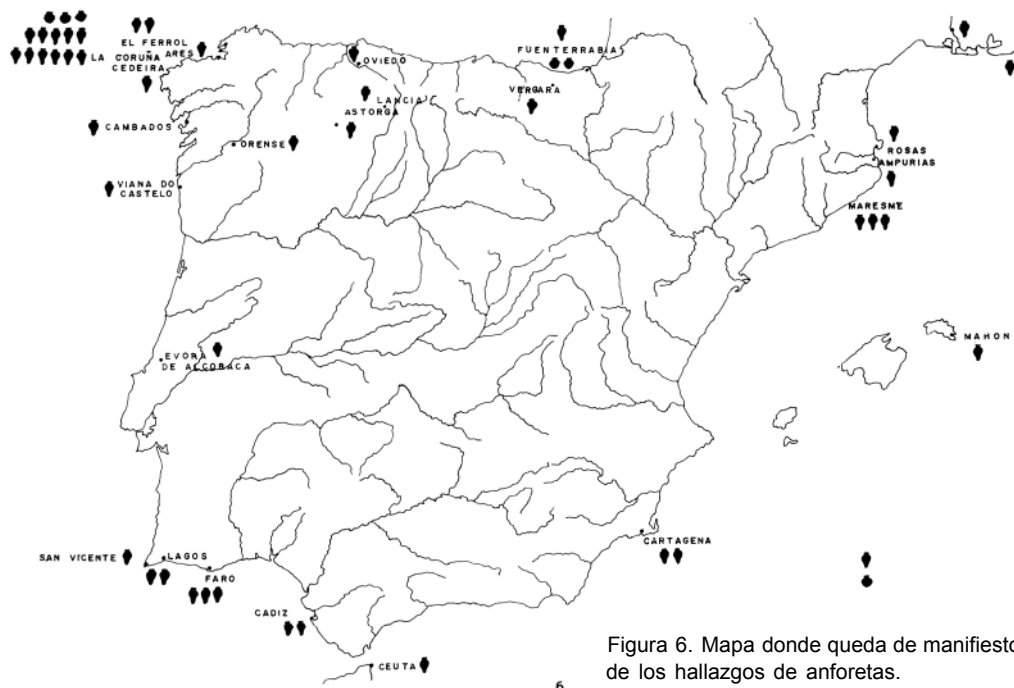 EL FERROL
ARES
LA CORUÑA
CEDEIRA
OVIEDO
FUENTERRABIA
LANCIA
ASTORGA
VERGARA
CAMBADOS
ORENSE
ROSAS
AMPURIAS
VIANA DO
CASTELO
MARESME
MAHON
EVORA
DE ALCOBACA
SAN VICENTE
LAGOS
FARO
CARTAGENA
CADIZ
CEUTA
Figura 6. Mapa donde queda de manifiesto
de los hallazgos de anforetas.
6